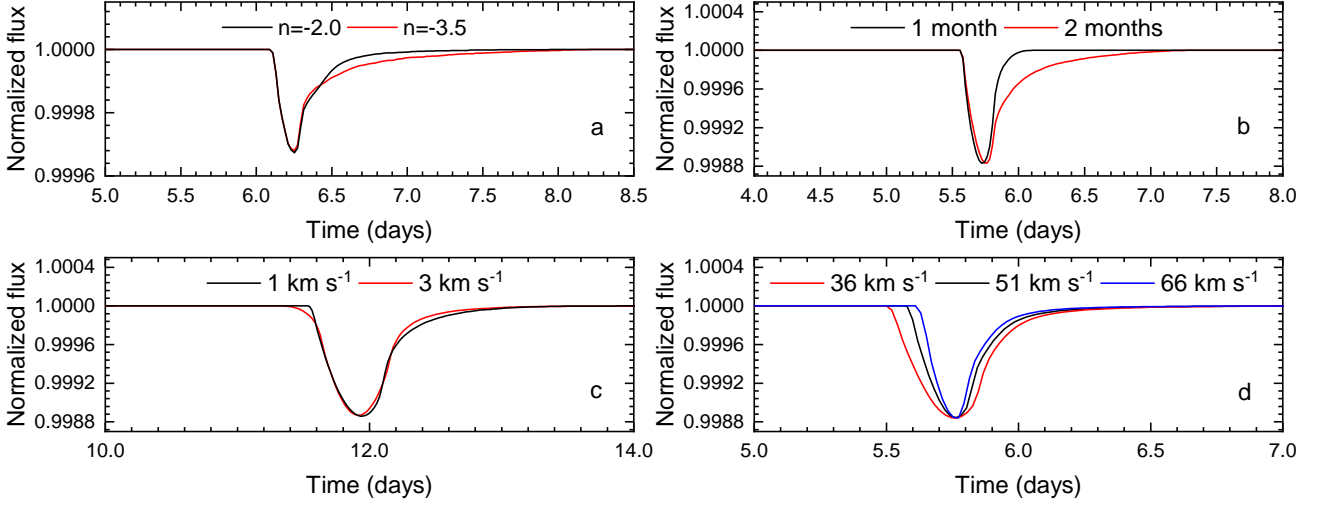 n=-2.0 n=-3.5
1.0000
0.9998
0.9996
Normalized flux
a
5.0 5.5 6.0 6.5 7.0 7.5 8.0 8.5
Time (days)
1 month 2 months
1.0004
1.0000
0.9996
0.9992
0.9988
Normalized flux
b
4.0 4.5 5.0 5.5 6.0 6.5 7.0 7.5 8.0
Time (days)
1 km s⁻¹ 3 km s⁻¹
1.0004
1.0000
0.9996
0.9992
0.9988
Normalized flux
c
10.0 12.0 14.0
Time (days)
36 km s⁻¹ 51 km s⁻¹ 66 km s⁻¹
1.0004
1.0000
0.9996
0.9992
0.9988
Normalized flux
d
5.0 5.5 6.0 6.5 7.0
Time (days)